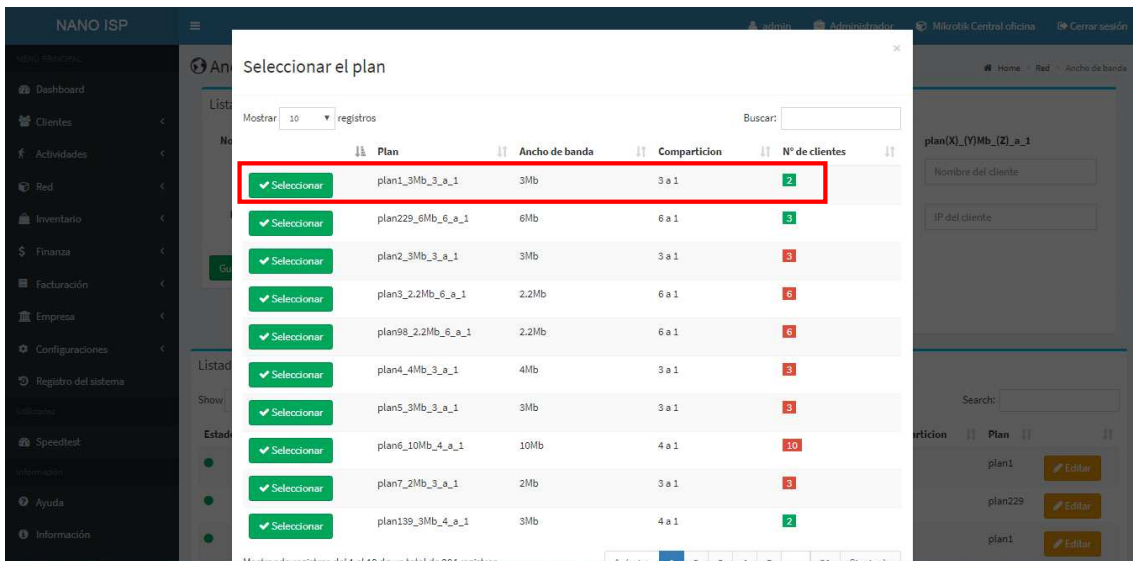 NANO ISP
admin Administrador Mikrotik Central oficina Cerrar sesión
MENÚ PRINCIPAL
Dashboard
Clientes
Actividades
Red
Inventario
Finanza
Facturación
Empresa
Configuraciones
Registro del sistema
Speedtest
Información
Ayuda
Información
Home Red Ancho de banda
Seleccionar el plan
×
Mostrar 10 registros Buscar:
Plan Ancho de banda Comparticion N° de clientes
Seleccionar plan1_3Mb_3_a_1 3Mb 3 a 1 2
Seleccionar plan229_6Mb_6_a_1 6Mb 6 a 1 3
Seleccionar plan2_3Mb_3_a_1 3Mb 3 a 1 3
Seleccionar plan3_2.2Mb_6_a_1 2.2Mb 6 a 1 6
Seleccionar plan98_2.2Mb_6_a_1 2.2Mb 6 a 1 6
Seleccionar plan4_4Mb_3_a_1 4Mb 3 a 1 3
Seleccionar plan5_3Mb_3_a_1 3Mb 3 a 1 3
Seleccionar plan6_10Mb_4_a_1 10Mb 4 a 1 10
Seleccionar plan7_2Mb_3_a_1 2Mb 3 a 1 3
Seleccionar plan139_3Mb_4_a_1 3Mb 4 a 1 2
plan(X)_(Y)Mb_(Z)_a_1
Nombre del cliente
IP del cliente
Show Search:
Plan
plan1 Editar
plan229 Editar
plan1 Editar